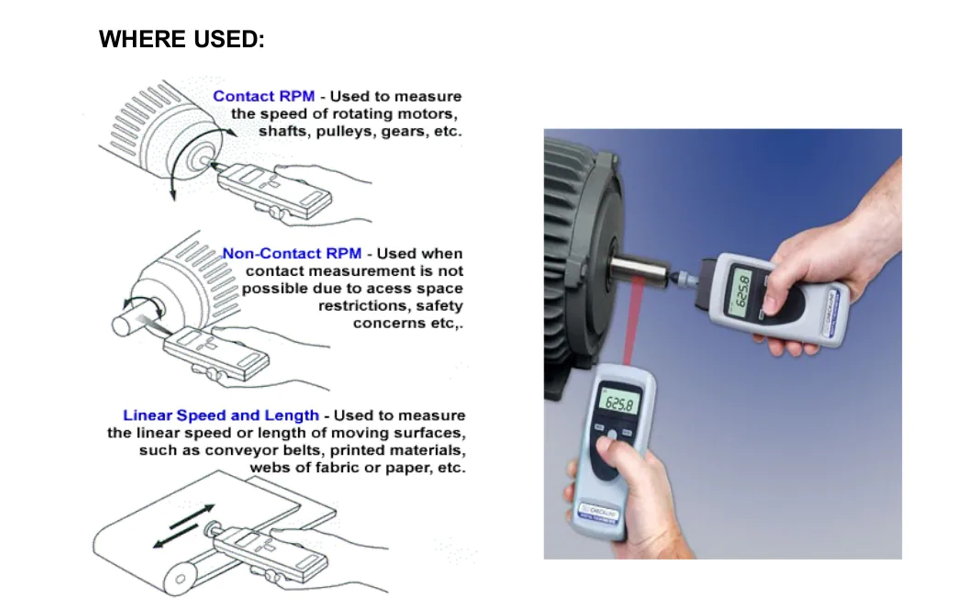 WHERE USED:
Contact RPM - Used to measure
the speed of rotating motors,
shafts, pulleys, gears, etc.
Non-Contact RPM - Used when
contact measurement is not
possible due to acess space
restrictions, safety
concerns etc,.
Linear Speed and Length - Used to measure
the linear speed or length of moving surfaces,
such as conveyor belts, printed materials,
webs of fabric or paper, etc.
625.8
625.8